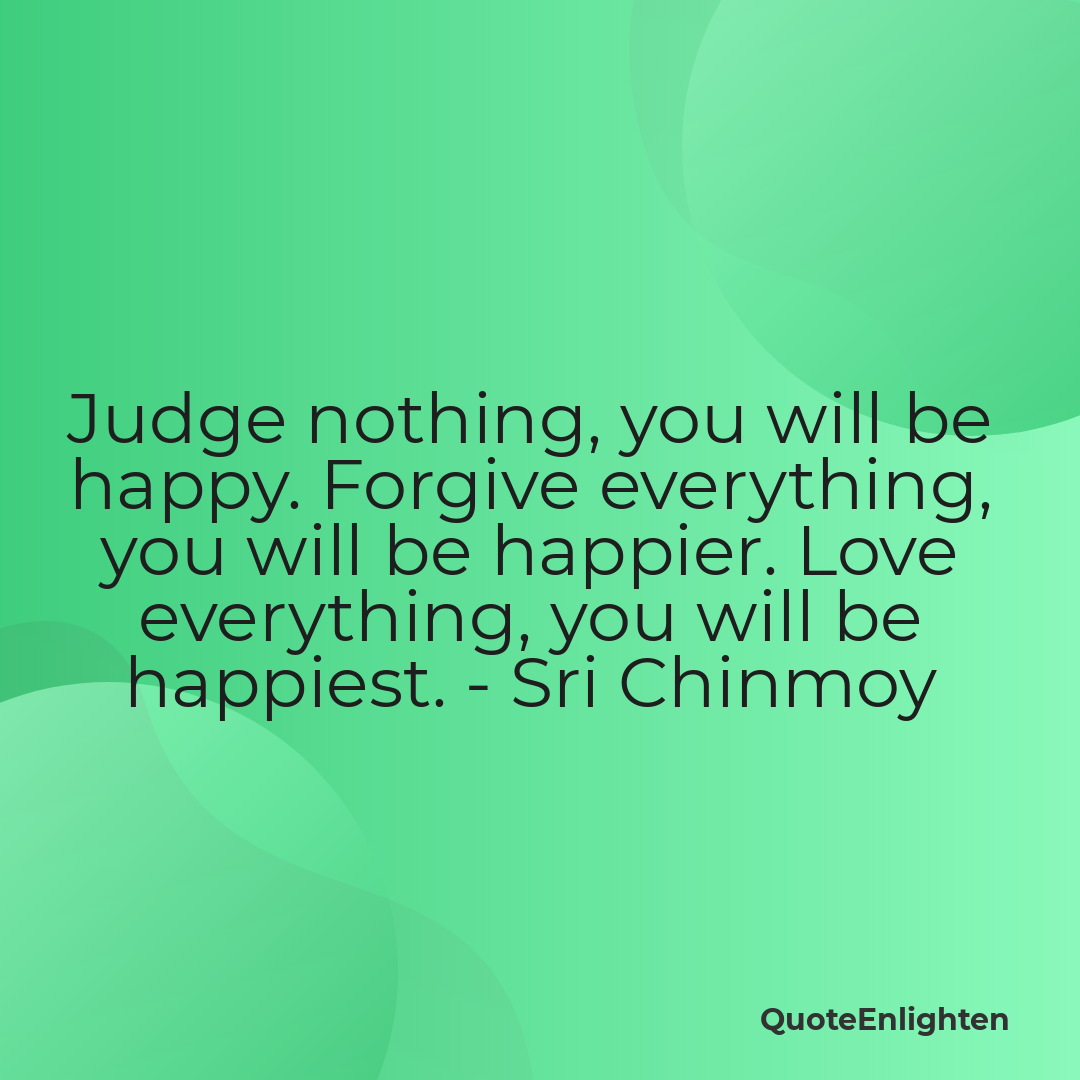 Judge nothing, you will be
happy. Forgive everything,
you will be happier. Love
everything, you will be
happiest. - Sri Chinmoy
QuoteEnlighten